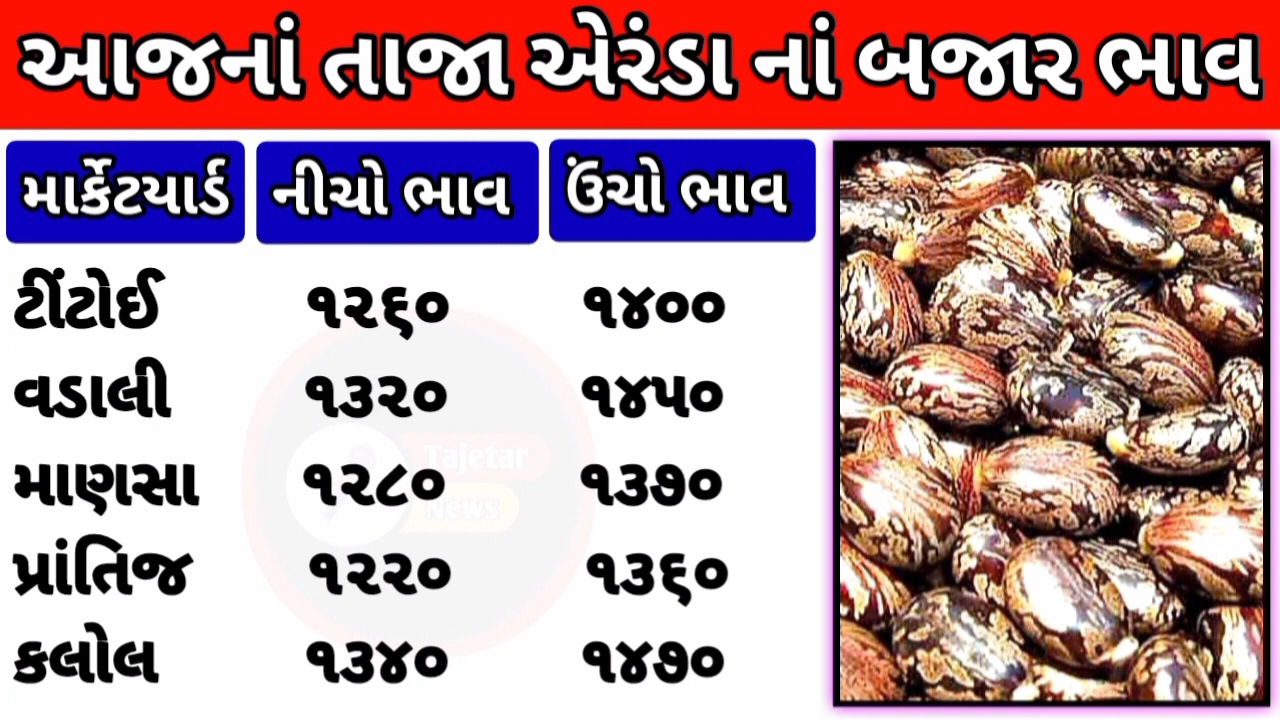 આજનાં તાજા એરંડા નાં બજાર ભાવ
માર્કેટયાર્ડ નીચો ભાવ ઉંચો ભાવ
ટીંટોઈ ૧૨૬૦ ૧૪૦૦
વડાલી ૧૩૨૦ ૧૪૫૦
માણસા ૧૨૮૦ ૧૩૭૦
પ્રાંતિજ ૧૨૨૦ ૧૩૬૦
કલોલ ૧૩૪૦ ૧૪૭૦
Tajetar
News